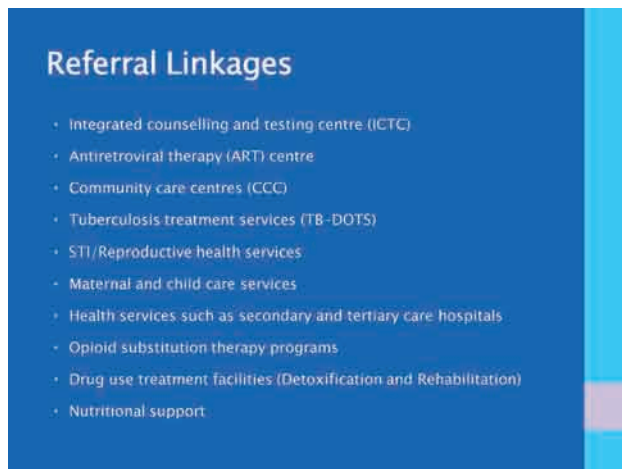 Referral Linkages
• Integrated counselling and testing centre (ICTC)
• Antiretroviral therapy (ART) centre
• Community care centres (CCC)
• Tuberculosis treatment services (TB-DOTS)
• STI/Reproductive health services
• Maternal and child care services
• Health services such as secondary and tertiary care hospitals
• Opioid substitution therapy programs
• Drug use treatment facilities (Detoxification and Rehabilitation)
• Nutritional support